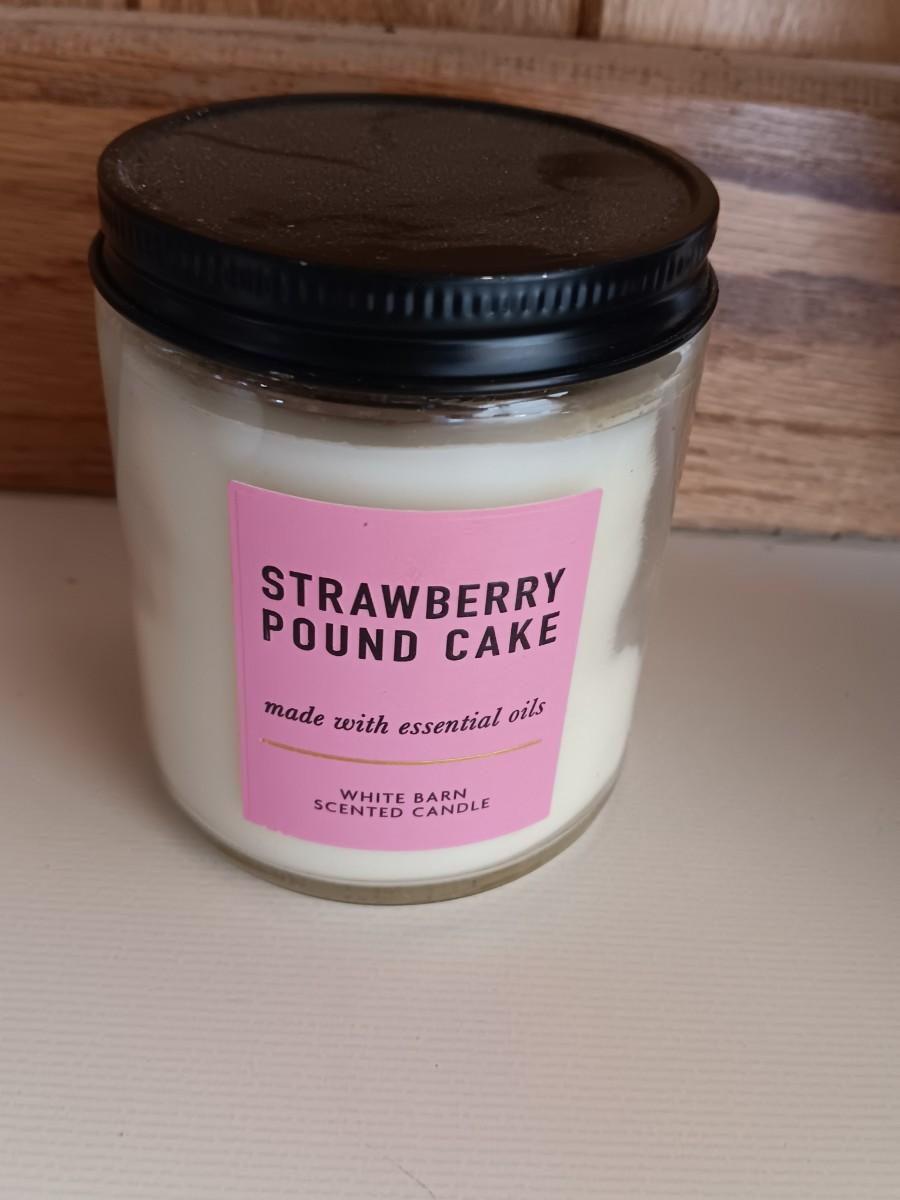 STRAWBERRY
POUND CAKE
made with essential oils
WHITE BARN
SCENTED CANDLE